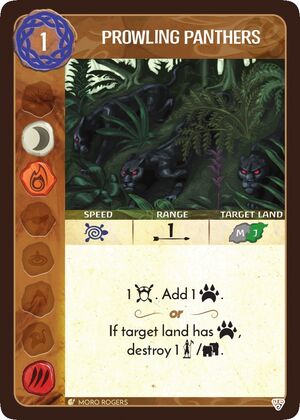 1
PROWLING PANTHERS
SPEED
RANGE
TARGET LAND
1
M J
1 . Add 1 .
or
If target land has ,
destroy 1 / .
MORO ROGERS